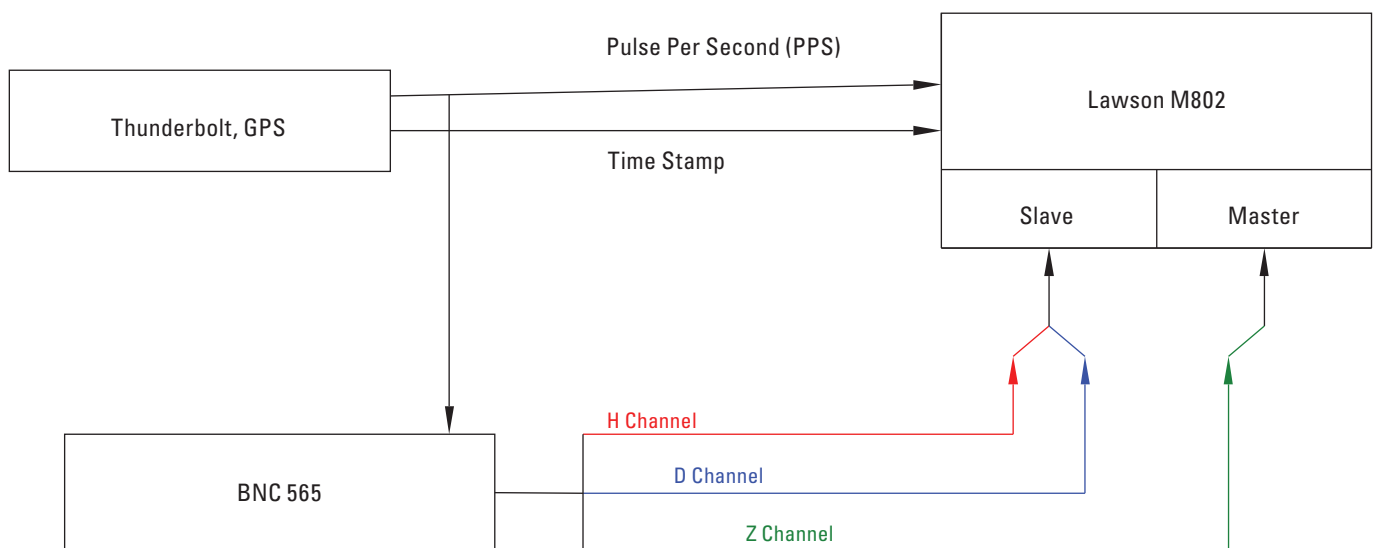 Pulse Per Second (PPS)
Thunderbolt, GPS
Lawson M802
Time Stamp
Slave
Master
H Channel
D Channel
BNC 565
Z Channel